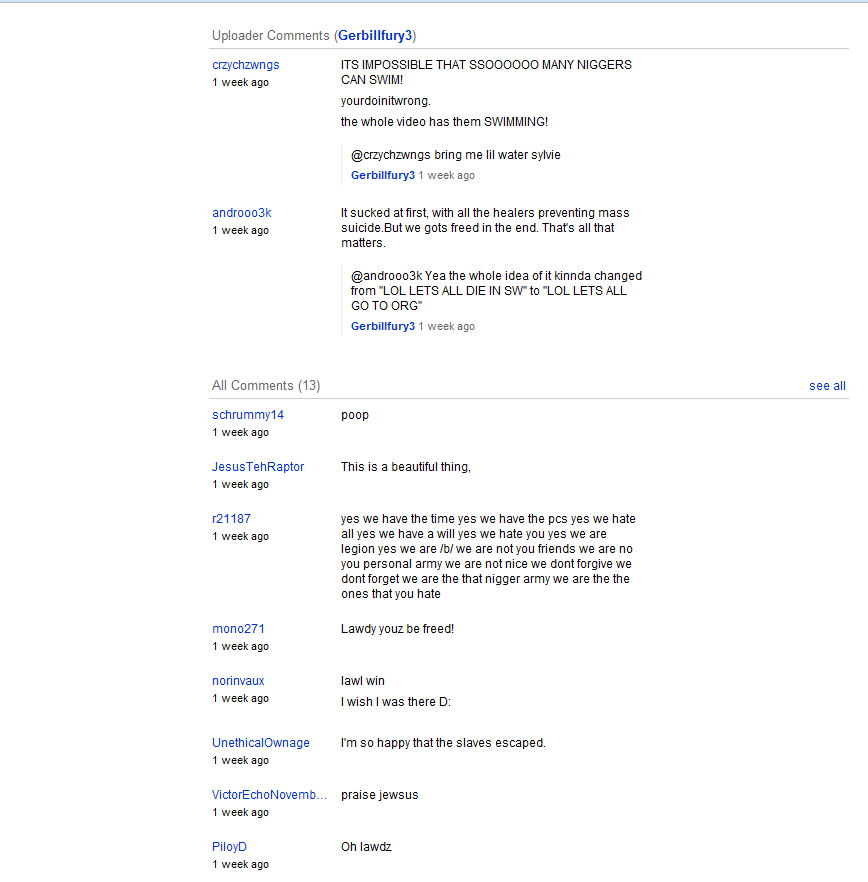 Uploader Comments (Gerbillfury3)
crzychzwngs
1 week ago
ITS IMPOSSIBLE THAT SSOOOOOO MANY NIGGERS
CAN SWIM!
yourdoinitwrong.
the whole video has them SWIMMING!
@crzychzwngs bring me lil water sylvie
Gerbillfury3 1 week ago
androoo3k
1 week ago
It sucked at first, with all the healers preventing mass
suicide.But we gots freed in the end. That's all that
matters.
@androoo3k Yea the whole idea of it kinnda changed
from "LOL LETS ALL DIE IN SW" to "LOL LETS ALL
GO TO ORG"
Gerbillfury3 1 week ago
All Comments (13)
see all
schrummy14
1 week ago
poop
JesusTehRaptor
1 week ago
This is a beautiful thing,
r21187
1 week ago
yes we have the time yes we have the pcs yes we hate
all yes we have a will yes we hate you yes we are
legion yes we are /b/ we are not you friends we are no
you personal army we are not nice we dont forgive we
dont forget we are the that nigger army we are the the
ones that you hate
mono271
1 week ago
Lawdy youz be freed!
norinvaux
1 week ago
lawl win
I wish I was there D:
UnethicalOwnage
1 week ago
I'm so happy that the slaves escaped.
VictorEchoNovemb...
1 week ago
praise jewsus
PiloyD
1 week ago
Oh lawdz